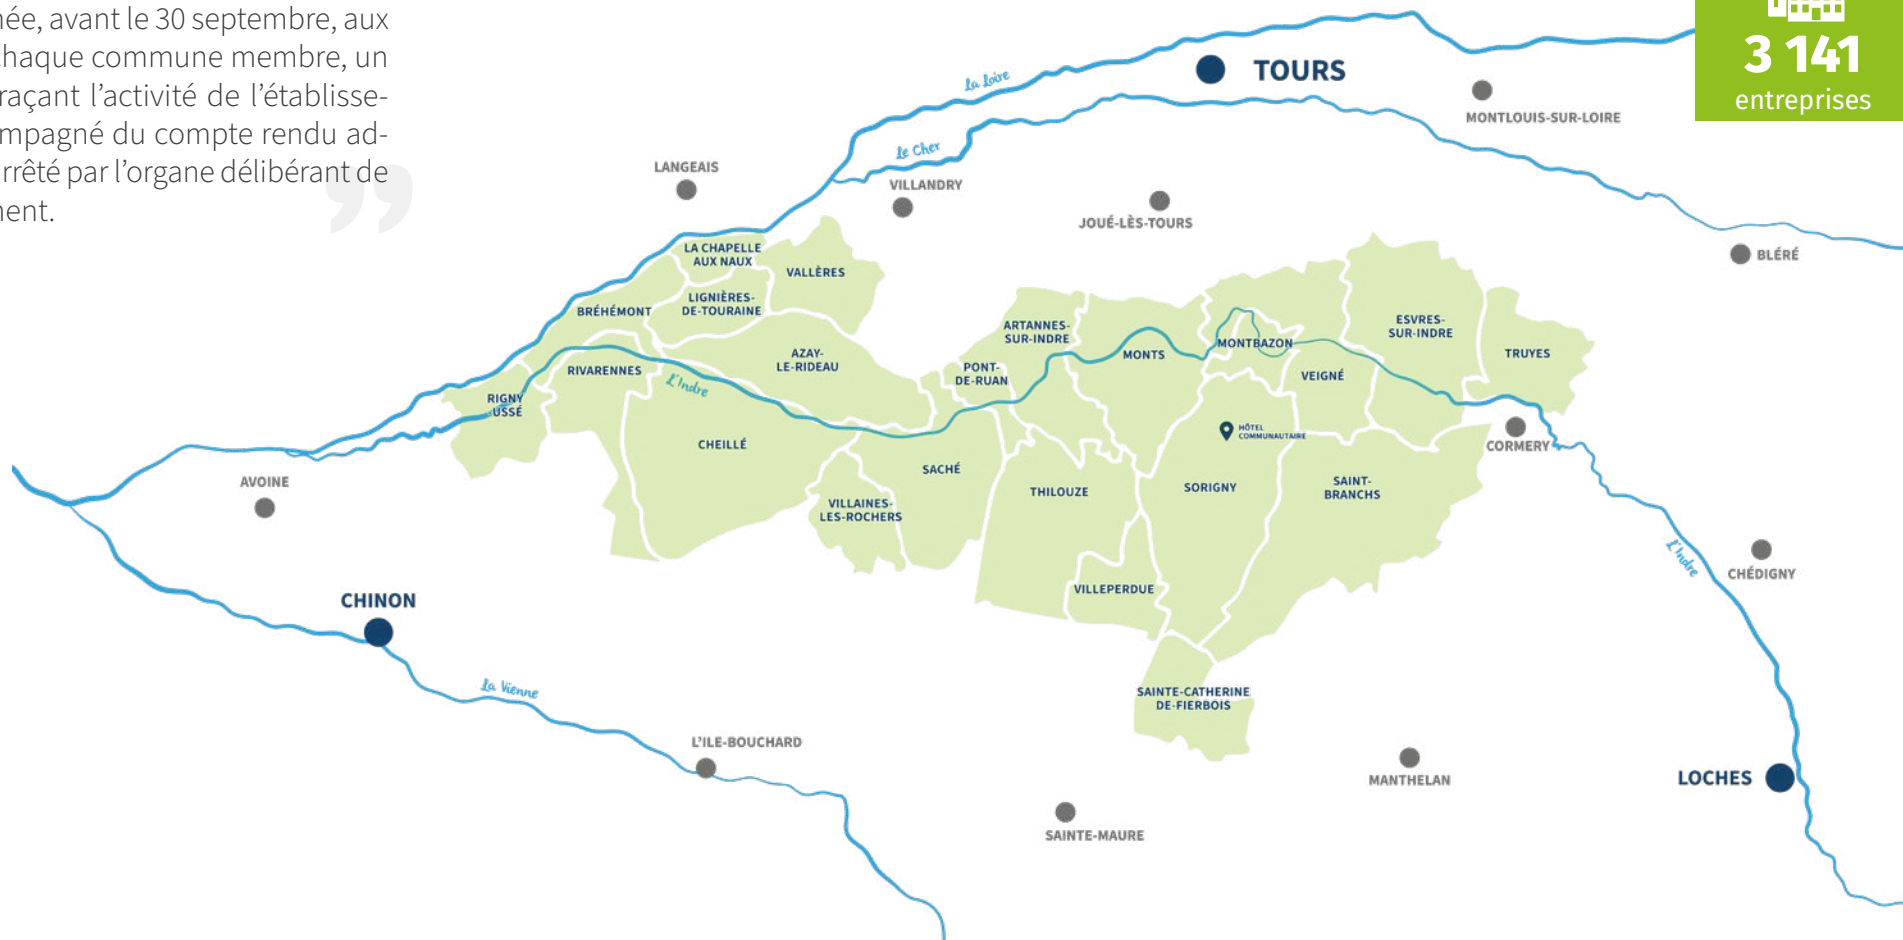 née, avant le 30 septembre, aux
chaque commune membre, un
raçant l’activité de l’établisse-
ompagné du compte rendu ad-
rrêté par l’organe délibérant de
ment.
”
3 141
entreprises
TOURS
La Loire
MONTLOUIS-SUR-LOIRE
Le Cher
LANGEAIS
VILLANDRY
JOUÉ-LÈS-TOURS
BLÉRÉ
LA CHAPELLE
AUX NAUX
VALLÈRES
LIGNIÈRES-
DE-TOURAINE
BRÉHÉMONT
ARTANNES-
SUR-INDRE
ESVRES-
SUR-INDRE
MONTBAZON
MONTS
TRUYES
AZAY-
LE-RIDEAU
RIVARENNES
PONT-
DE-RUAN
VEIGNÉ
L'Indre
RIGNY
USSÉ
HÔTEL
COMMUNAUTAIRE
CHEILLÉ
CORMERY
SACHÉ
AVOINE
THILOUZE
SORIGNY
SAINT-
BRANCHS
VILLAINES-
LES-ROCHERS
L'Indre
CHÉDIGNY
VILLEPERDUE
CHINON
La Vienne
SAINTE-CATHERINE
DE-FIERBOIS
L'ILE-BOUCHARD
MANTHELAN
LOCHES
SAINTE-MAURE